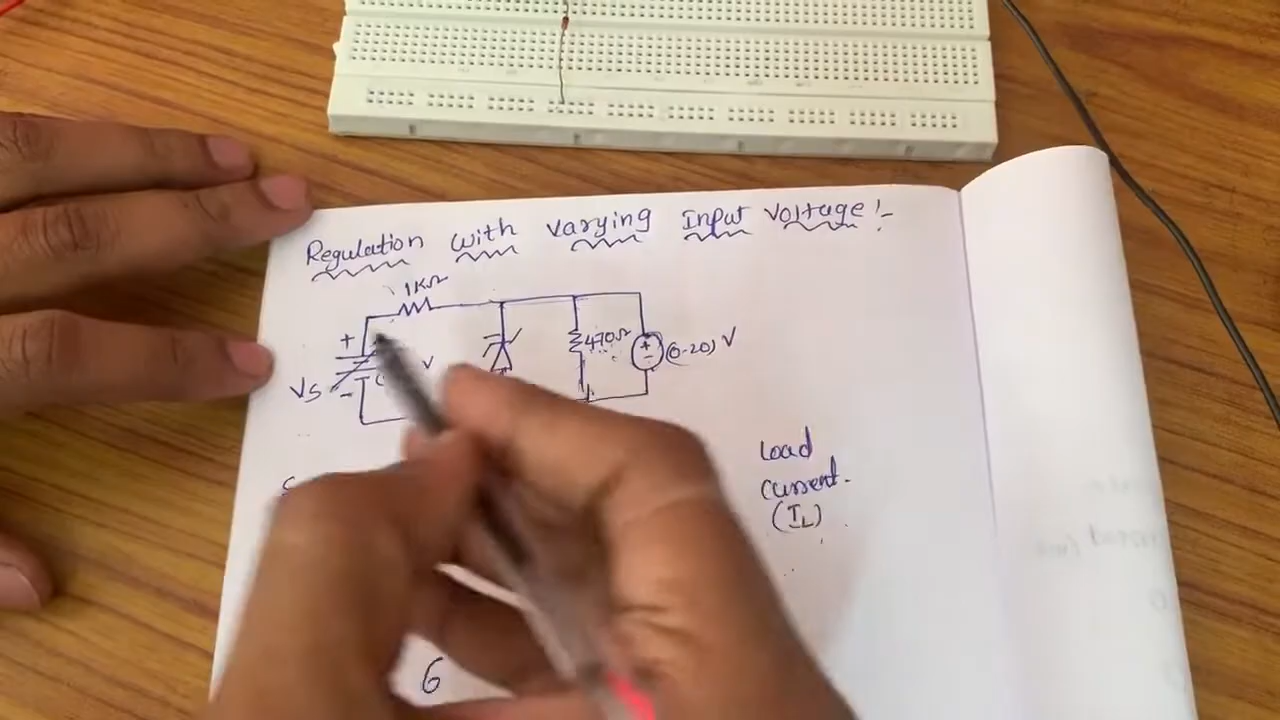 Regulation with varying Input voltage!-
1KΩ
+
470Ω
+
-
(0-20) V
V
Vs
-
Load
Current.
(IL)
6